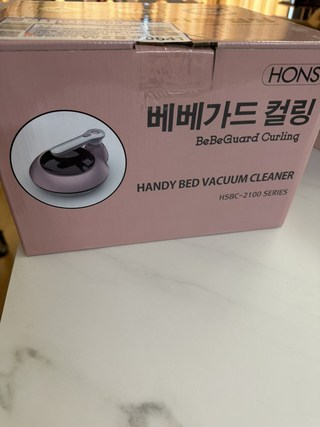 HONS
베베가드 컬링
BeBeGuard Curling
HANDY BED VACUUM CLEANER
HSBC-2100 SERIES